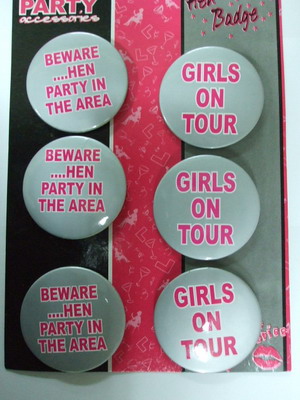 PARTY
accessories
Hen
Badge
BEWARE
....HEN
PARTY IN
THE AREA
GIRLS
ON
TOUR
BEWARE
....HEN
PARTY IN
THE AREA
GIRLS
ON
TOUR
BEWARE
....HEN
PARTY IN
THE AREA
GIRLS
ON
TOUR